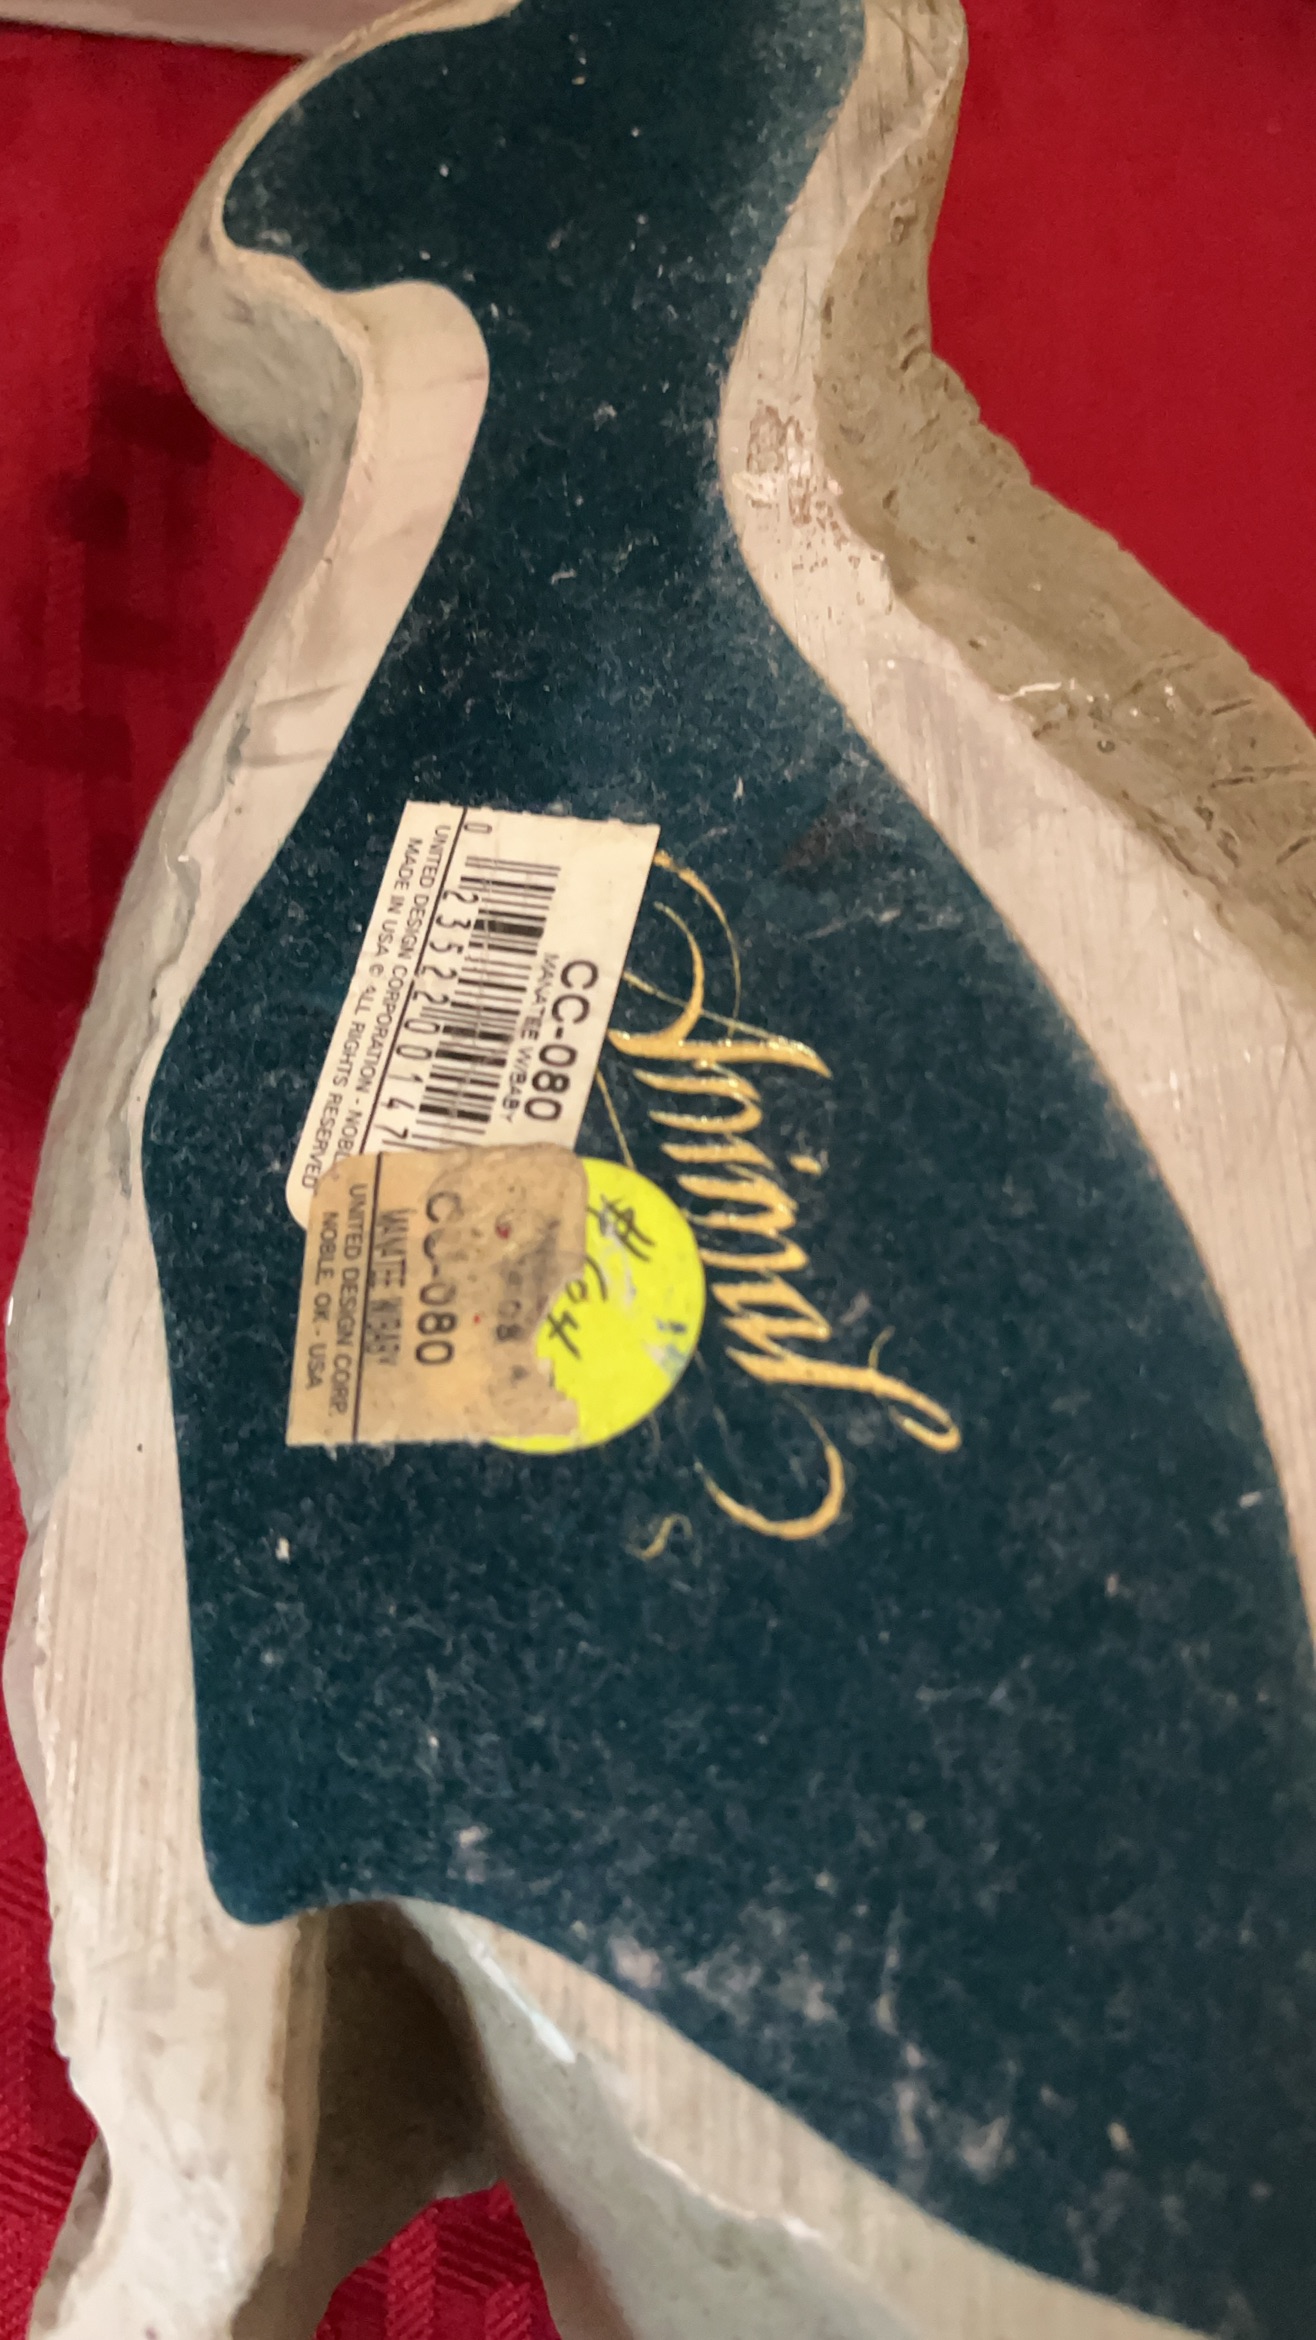 CC-080
MANATEE W/BABY
0 23522 00147
UNITED DESIGN CORPORATION - NOBLE
MADE IN USA © ALL RIGHTS RESERVED
CC-080
MANATEE W/BABY
UNITED DESIGN CORP.
NOBLE, OK - USA
Animal
s